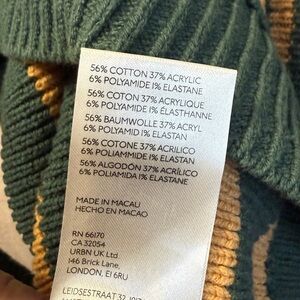 56% COTTON 37% ACRYLIC
6% POLYAMIDE 1% ELASTANE
56% COTON 37% ACRYLIQUE
6% POLYAMIDE 1% ÉLASTHANNE
56% BAUMWOLLE 37% ACRYL
6% POLYAMID 1% ELASTAN
56% COTONE 37% ACRILICO
6% POLIAMMIDE 1% ELASTAN
56% ALGODÓN 37% ACRÍLICO
6% POLIAMIDA 1% ELASTANE
MADE IN MACAU
HECHO EN MACAO
RN 66170
CA 32054
URBN UK Ltd
146 Brick Lane,
LONDON, E1 6RU
LEIDSESTRAAT